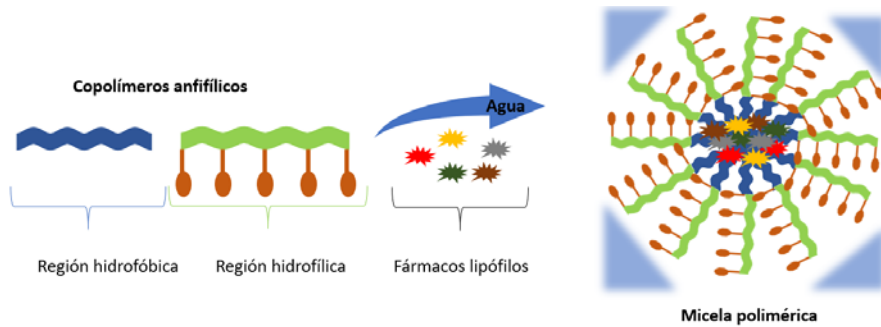 Copolímeros anfifílicos
Agua
Región hidrofóbica
Región hidrofílica
Fármacos lipófilos
Micela polimérica